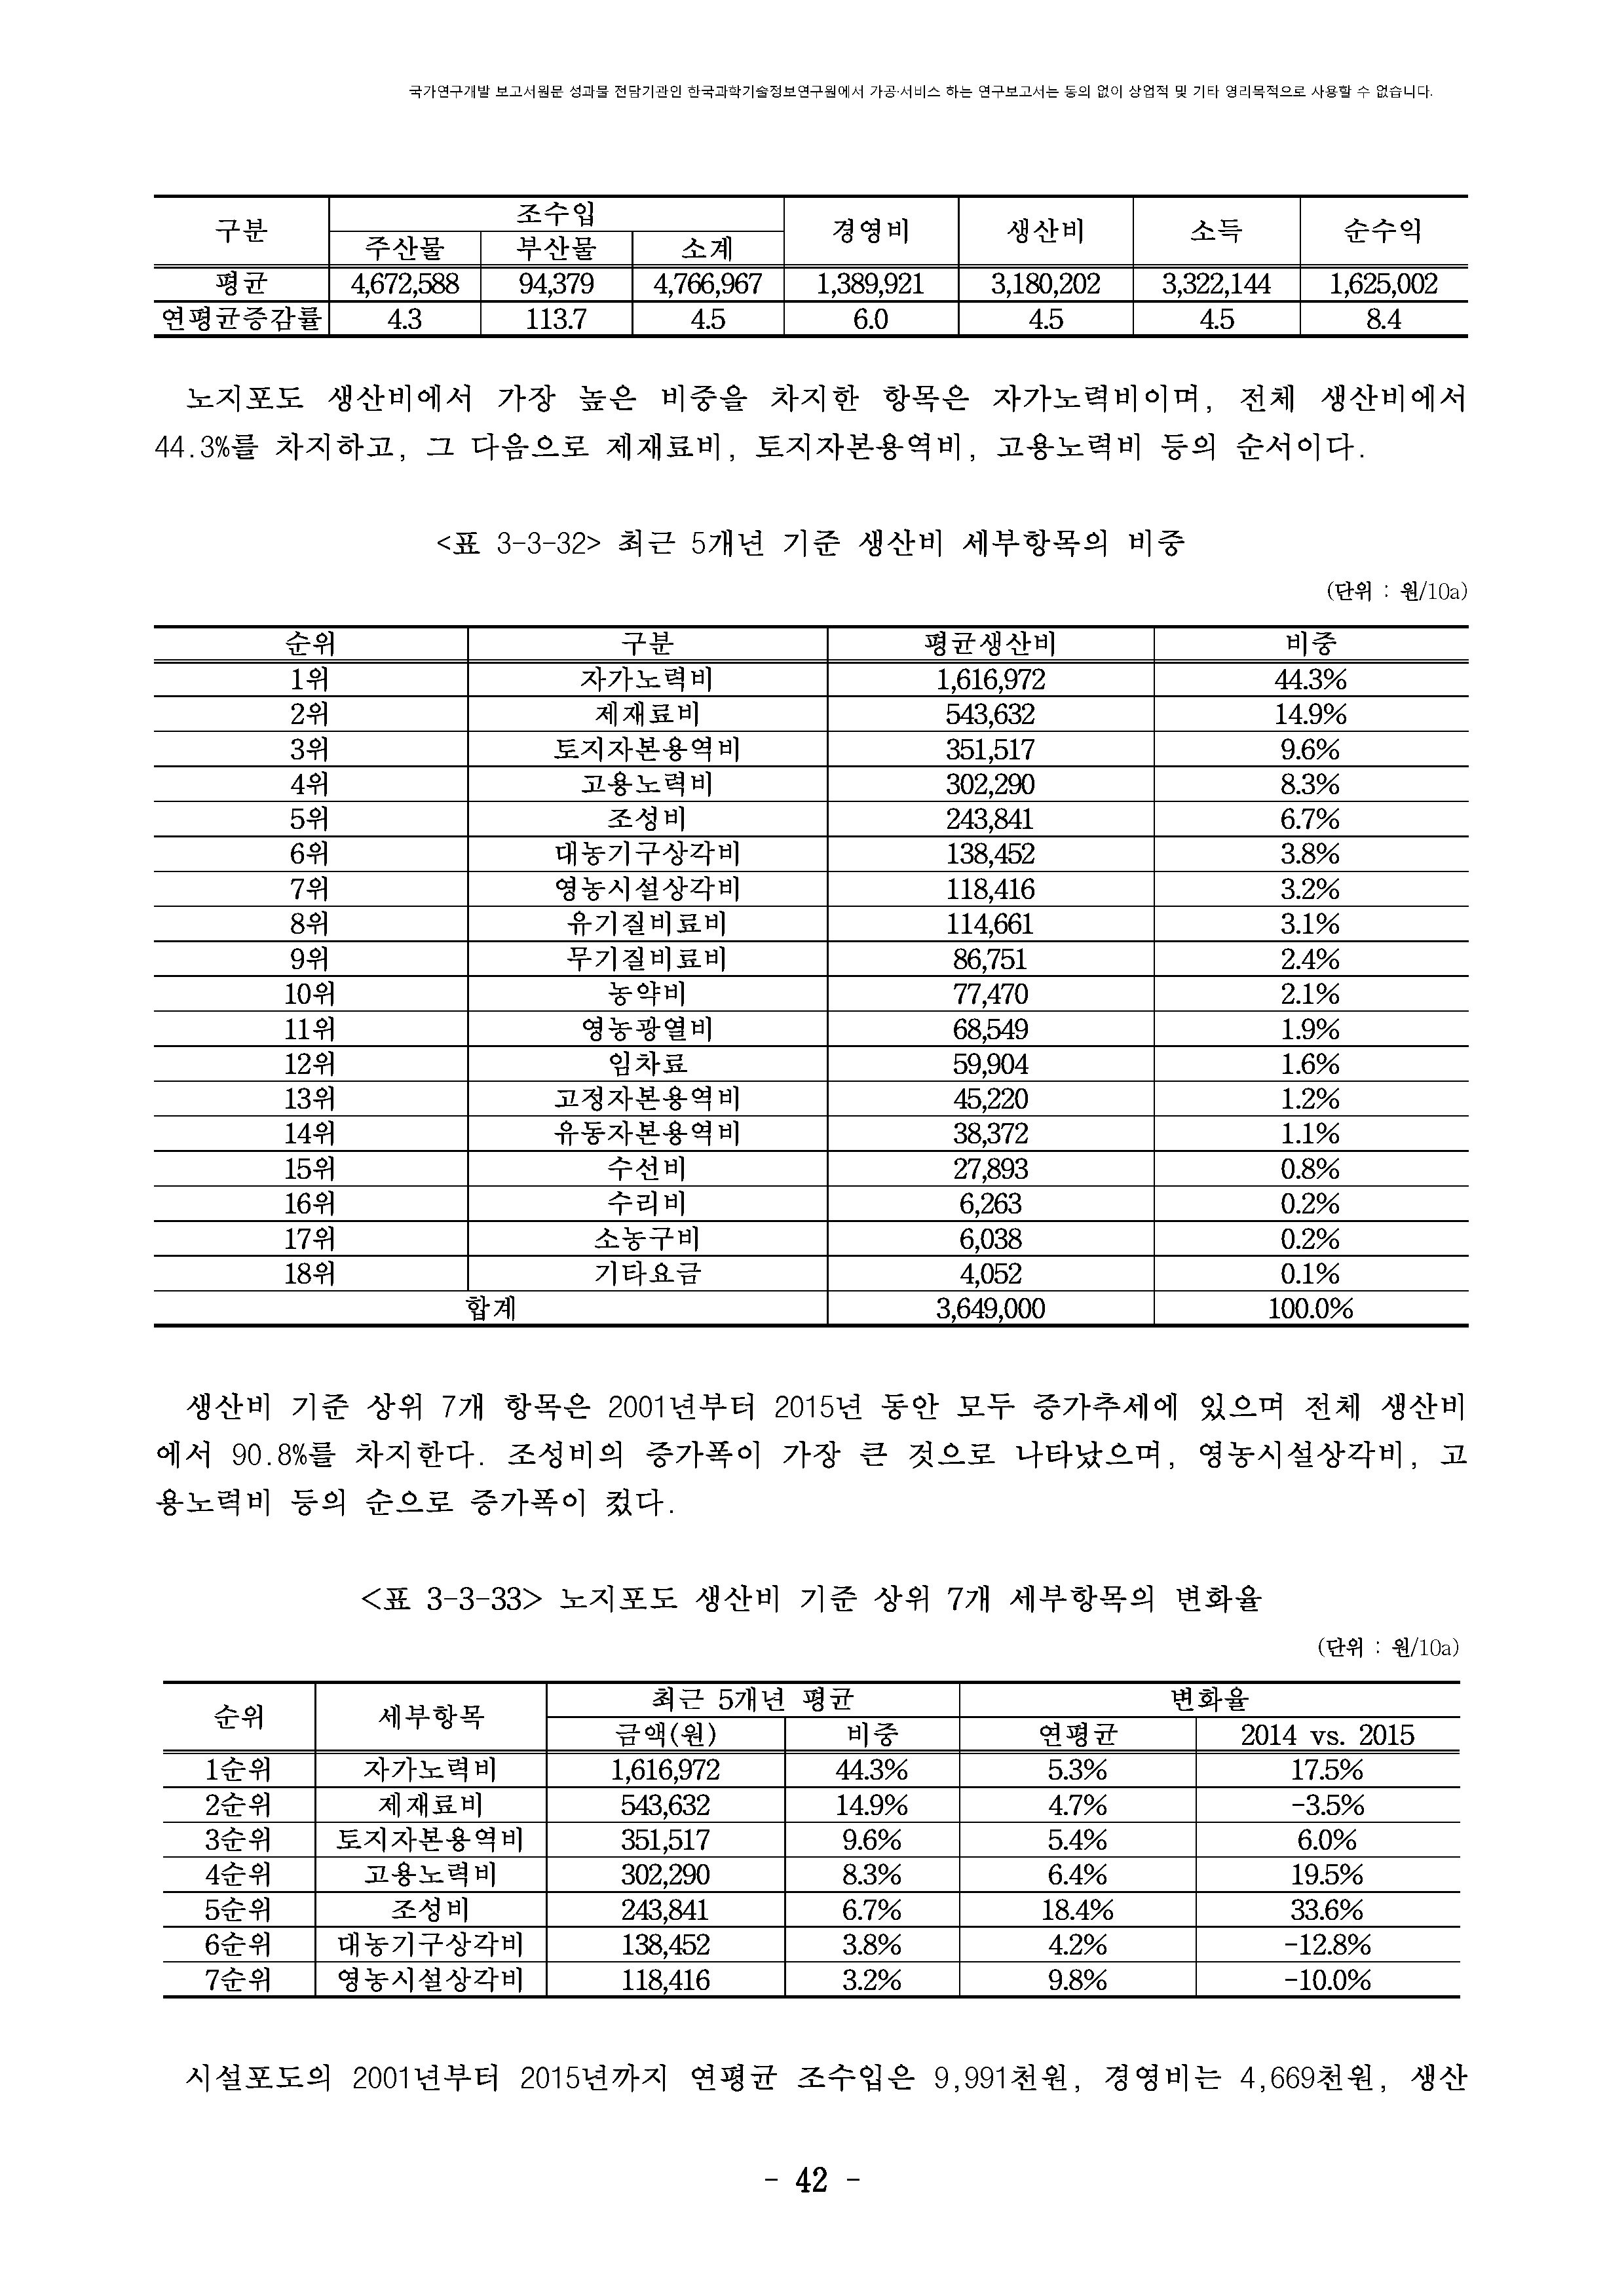 국가연구개발 보고서원문 성과물 전담기관인 한국과학기술정보연구원에서 가공·서비스 하는 연구보고서는 동의 없이 상업적 및 기타 영리목적으로 사용할 수 없습니다.
구분 조수입 경영비 생산비 소득 순수익
주산물 부산물 소계
평균 4,672,588 94,379 4,766,967 1,389,921 3,180,202 3,322,144 1,625,002
연평균증감률 4.3 113.7 4.5 6.0 4.5 4.5 8.4
노지포도 생산비에서 가장 높은 비중을 차지한 항목은 자가노력비이며, 전체 생산비에서
44.3%를 차지하고, 그 다음으로 제재료비, 토지자본용역비, 고용노력비 등의 순서이다.
<표 3-3-32> 최근 5개년 기준 생산비 세부항목의 비중
(단위 : 원/10a)
순위 구분 평균생산비 비중
1위 자가노력비 1,616,972 44.3%
2위 제재료비 543,632 14.9%
3위 토지자본용역비 351,517 9.6%
4위 고용노력비 302,290 8.3%
5위 조성비 243,841 6.7%
6위 대농기구상각비 138,452 3.8%
7위 영농시설상각비 118,416 3.2%
8위 유기질비료비 114,661 3.1%
9위 무기질비료비 86,751 2.4%
10위 농약비 77,470 2.1%
11위 영농광열비 68,549 1.9%
12위 임차료 59,904 1.6%
13위 고정자본용역비 45,220 1.2%
14위 유동자본용역비 38,372 1.1%
15위 수선비 27,893 0.8%
16위 수리비 6,263 0.2%
17위 소농구비 6,038 0.2%
18위 기타요금 4,052 0.1%
합계 3,649,000 100.0%
생산비 기준 상위 7개 항목은 2001년부터 2015년 동안 모두 증가추세에 있으며 전체 생산비
에서 90.8%를 차지한다. 조성비의 증가폭이 가장 큰 것으로 나타났으며, 영농시설상각비, 고
용노력비 등의 순으로 증가폭이 컸다.
<표 3-3-33> 노지포도 생산비 기준 상위 7개 세부항목의 변화율
(단위 : 원/10a)
순위 세부항목 최근 5개년 평균 변화율
금액(원) 비중 연평균 2014 vs. 2015
1순위 자가노력비 1,616,972 44.3% 5.3% 17.5%
2순위 제재료비 543,632 14.9% 4.7% -3.5%
3순위 토지자본용역비 351,517 9.6% 5.4% 6.0%
4순위 고용노력비 302,290 8.3% 6.4% 19.5%
5순위 조성비 243,841 6.7% 18.4% 33.6%
6순위 대농기구상각비 138,452 3.8% 4.2% -12.8%
7순위 영농시설상각비 118,416 3.2% 9.8% -10.0%
시설포도의 2001년부터 2015년까지 연평균 조수입은 9,991천원, 경영비는 4,669천원, 생산
- 42 -